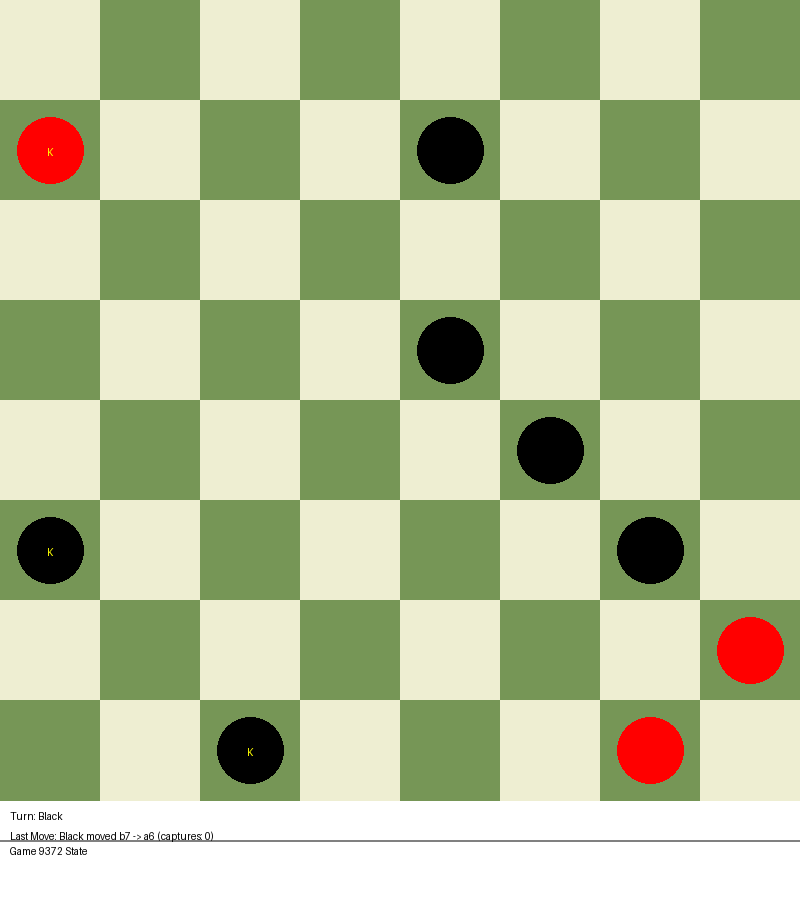 K
K
K
Turn: Black
Last Move: Black moved b7 -> a6 (captures: 0)
Game 9372 State